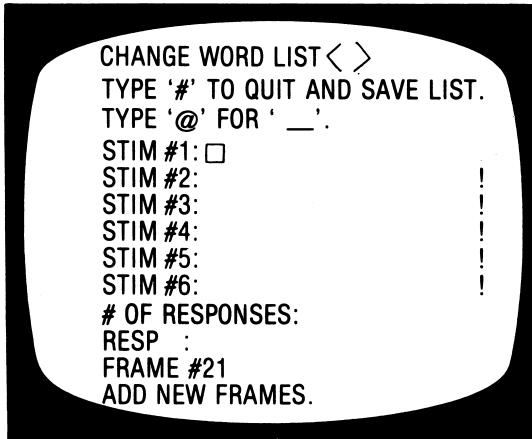 CHANGE WORD LIST < >
TYPE ‘#’ TO QUIT AND SAVE LIST.
TYPE ‘@’ FOR ‘ __’.
STIM #1: □
STIM #2: !
STIM #3: !
STIM #4: !
STIM #5: !
STIM #6: !
# OF RESPONSES:
RESP :
FRAME #21
ADD NEW FRAMES.